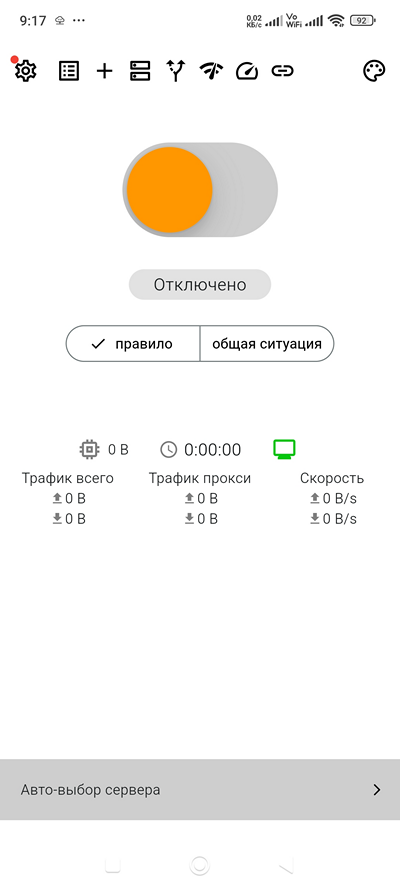 9:17 0,02 КБ/с Vo WiFi 92
Отключено
правило общая ситуация
0 B 0:00:00
Трафик всего Трафик прокси Скорость
0 B 0 B 0 B/s
0 B 0 B 0 B/s
Авто-выбор сервера